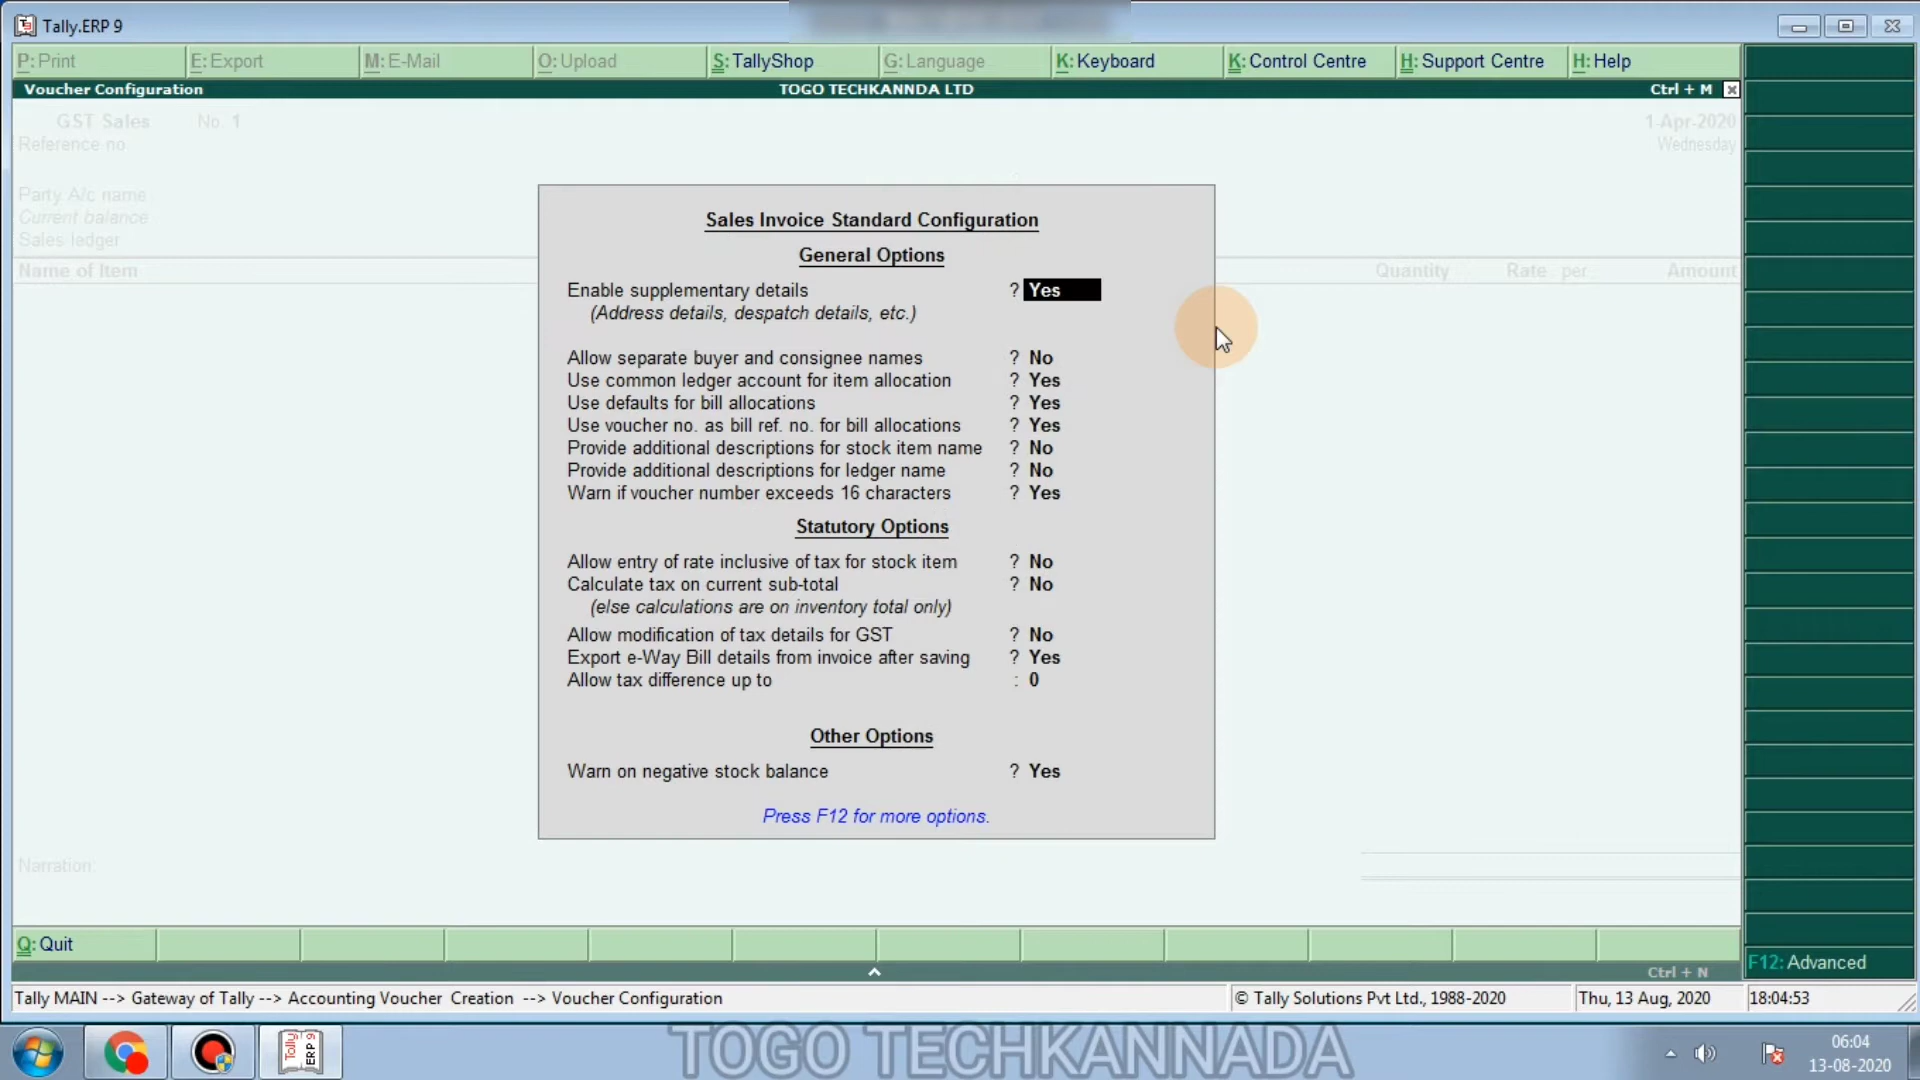 Tally.ERP 9
P: Print E: Export M: E-Mail O: Upload S: TallyShop G: Language K: Keyboard K: Control Centre H: Support Centre H: Help
Voucher Configuration TOGO TECHKANNDA LTD Ctrl + M
GST Sales No. 1 1-Apr-2020
Reference no. Wednesday
Party A/c name
Current balance
Sales ledger
Name of Item Quantity Rate per Amount
Sales Invoice Standard Configuration
General Options
Enable supplementary details ? Yes
(Address details, despatch details, etc.)
Allow separate buyer and consignee names ? No
Use common ledger account for item allocation ? Yes
Use defaults for bill allocations ? Yes
Use voucher no. as bill ref. no. for bill allocations ? Yes
Provide additional descriptions for stock item name ? No
Provide additional descriptions for ledger name ? No
Warn if voucher number exceeds 16 characters ? Yes
Statutory Options
Allow entry of rate inclusive of tax for stock item ? No
Calculate tax on current sub-total ? No
(else calculations are on inventory total only)
Allow modification of tax details for GST ? No
Export e-Way Bill details from invoice after saving ? Yes
Allow tax difference up to : 0
Other Options
Warn on negative stock balance ? Yes
Press F12 for more options.
Narration:
Q: Quit
F12: Advanced
Ctrl + N
Tally MAIN --> Gateway of Tally --> Accounting Voucher Creation --> Voucher Configuration © Tally Solutions Pvt Ltd., 1988-2020 Thu, 13 Aug, 2020 18:04:53
Tally ERP 9
TOGO TECHKANNADA
06:04
13-08-2020